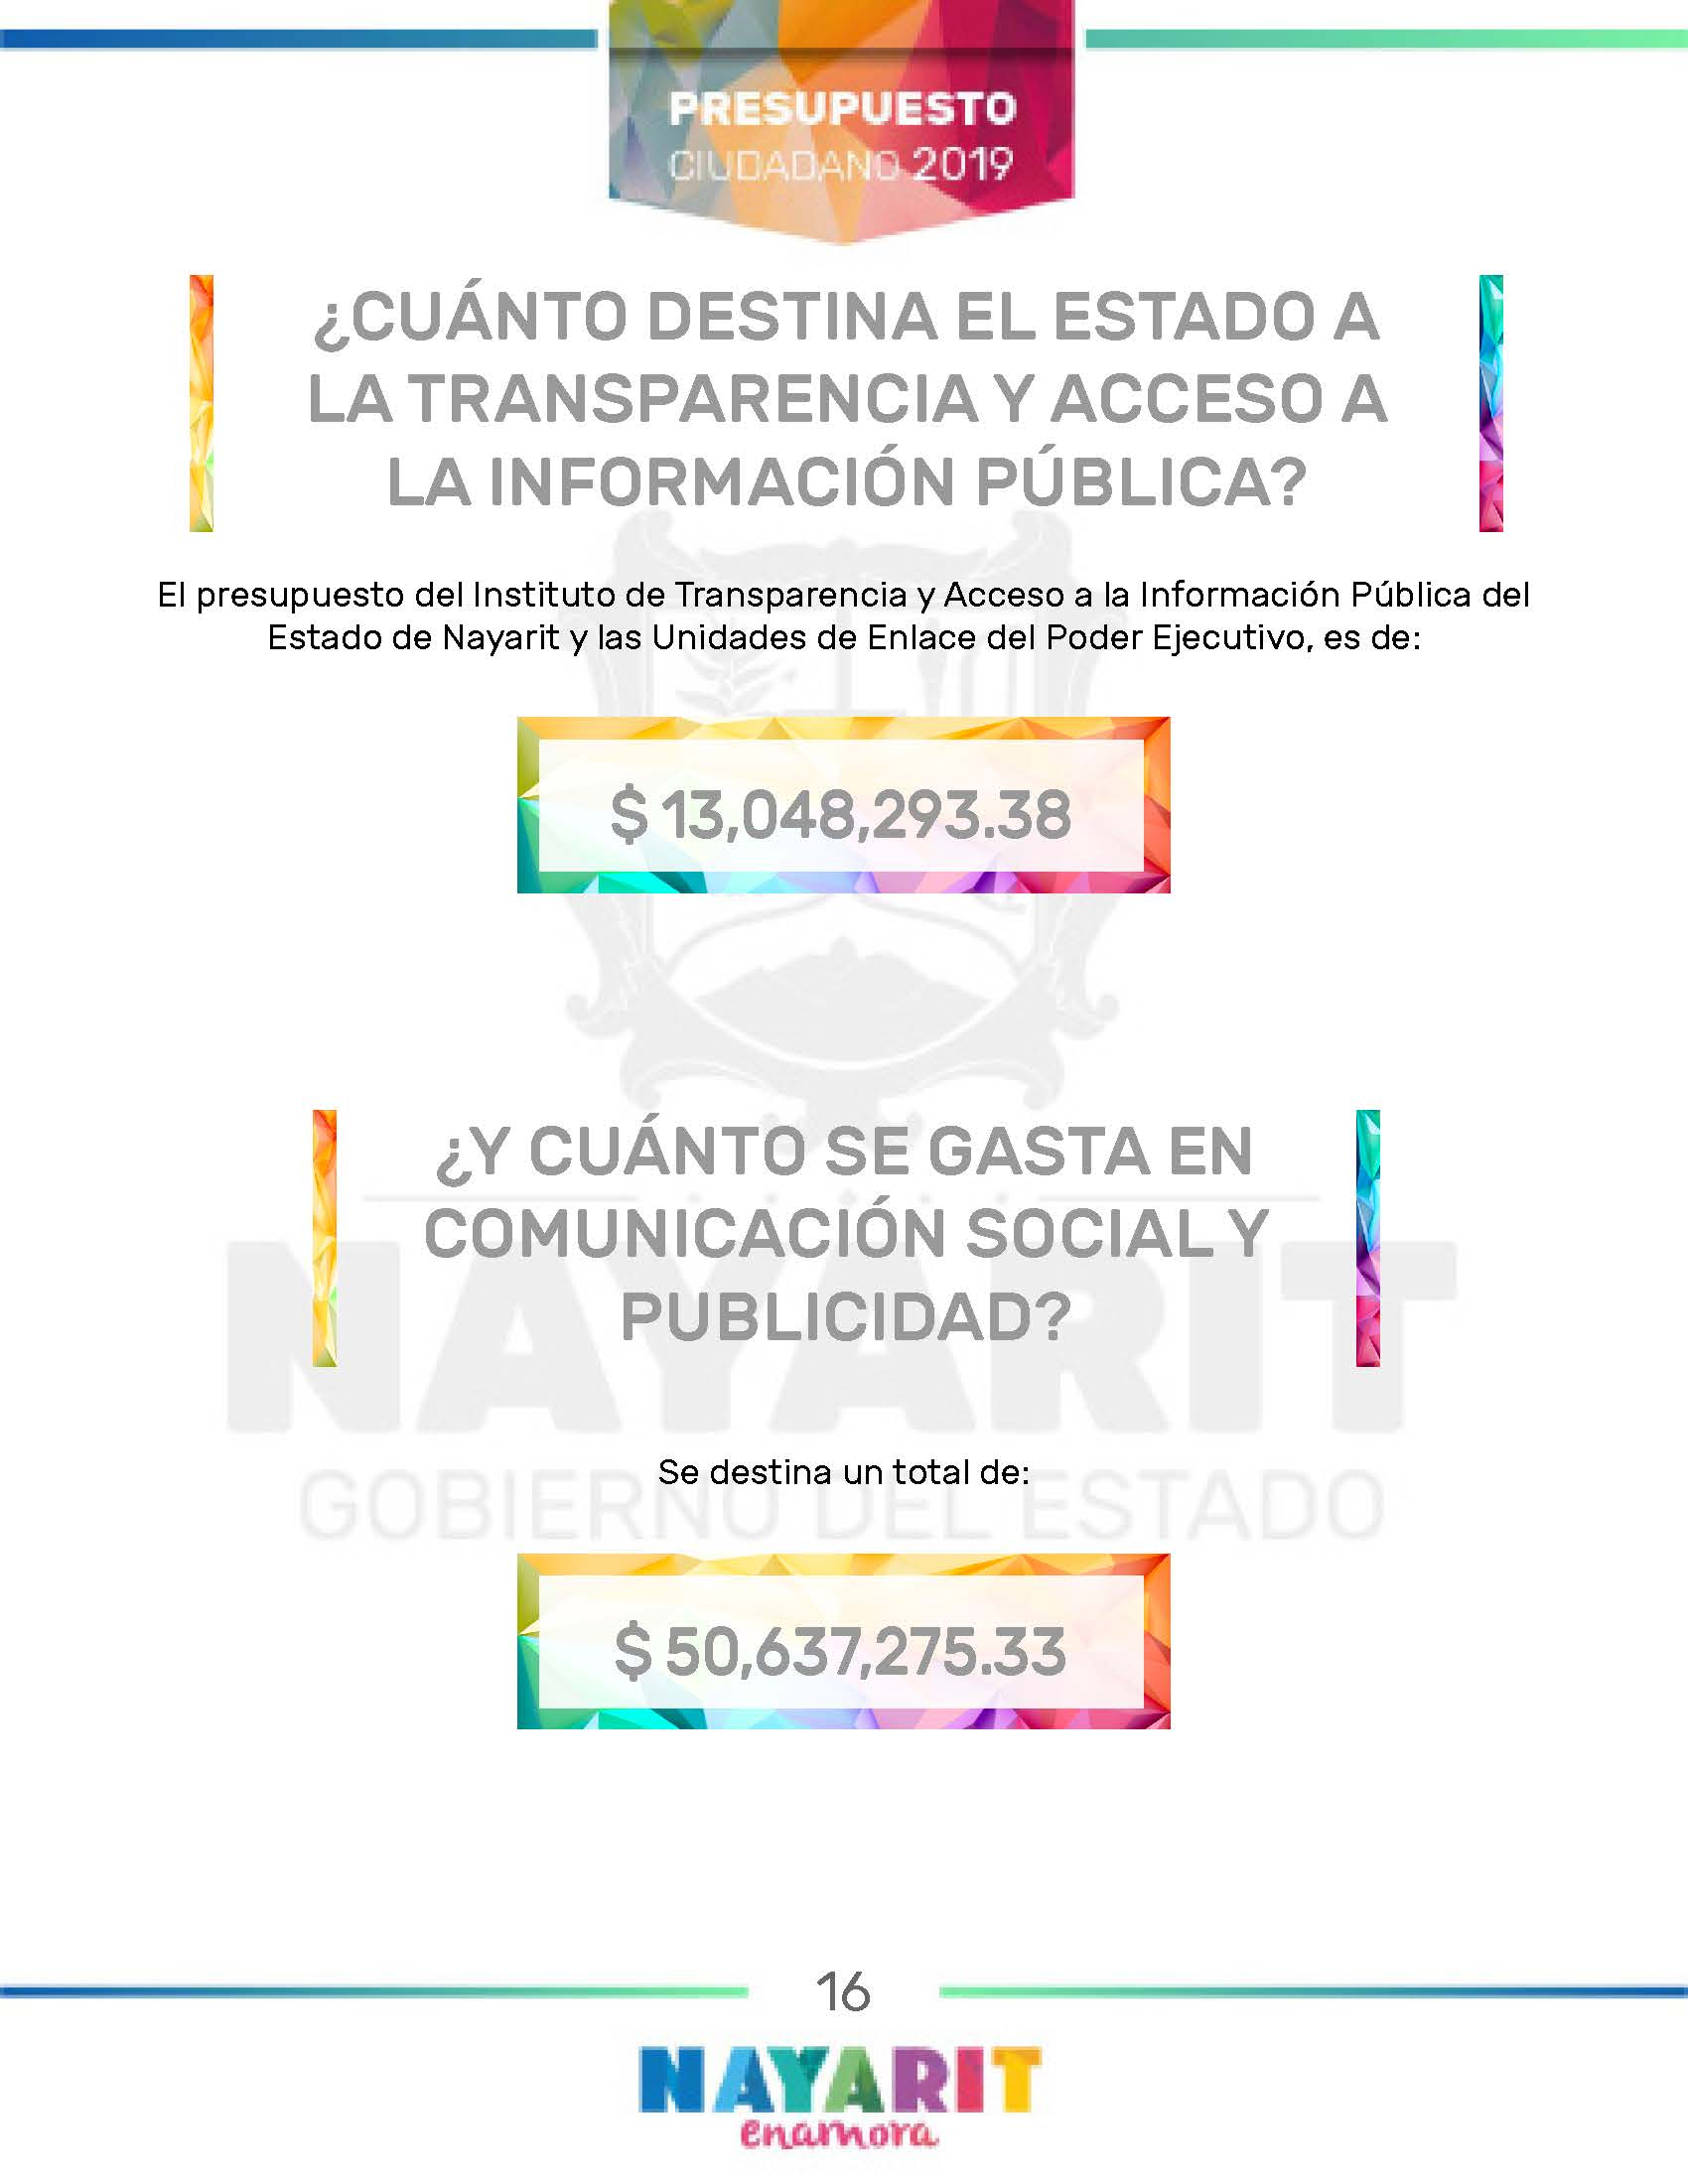 PRESUPUESTO
CIUDADANO 2019
¿CUÁNTO DESTINA EL ESTADO A
LA TRANSPARENCIA Y ACCESO A
LA INFORMACIÓN PÚBLICA?
El presupuesto del Instituto de Transparencia y Acceso a la Información Pública del
Estado de Nayarit y las Unidades de Enlace del Poder Ejecutivo, es de:
$ 13,048,293.38
¿Y CUÁNTO SE GASTA EN
COMUNICACIÓN SOCIAL Y
PUBLICIDAD?
NAYARIT
Se destina un total de:
GOBIERNO DEL ESTADO
$ 50,637,275.33
16
NAYARIT
enamora